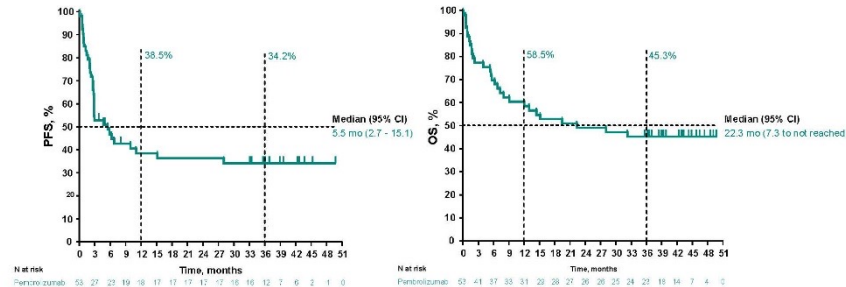 100
90
80
70
60
50
40
30
20
10
0
PFS, %
38.5%
34.2%
Median (95% CI)
5.5 mo (2.7 - 15.1)
0 3 6 9 12 15 18 21 24 27 30 33 36 39 42 45 48 51
Time, months
N at risk
Pembrolizumab 53 27 23 19 18 17 17 17 17 17 16 16 12 7 6 2 1 0
100
90
80
70
60
50
40
30
20
10
0
OS, %
58.5%
45.3%
Median (95% CI)
22.3 mo (7.3 to not reached
0 3 6 9 12 15 18 21 24 27 30 33 36 39 42 45 48 51
Time, months
N at risk
Pembrolizumab 53 41 37 33 31 29 28 27 26 26 25 24 23 18 14 7 4 0